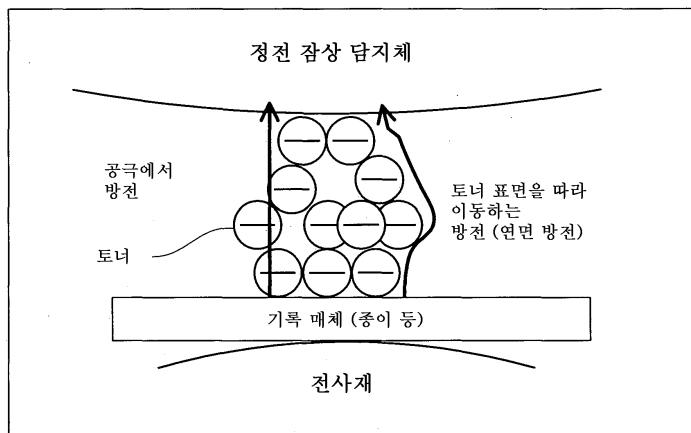 정전 잠상 담지체
공극에서
방전
토너 표면을 따라
이동하는
방전 (연면 방전)
토너
기록 매체 (종이 등)
전사재